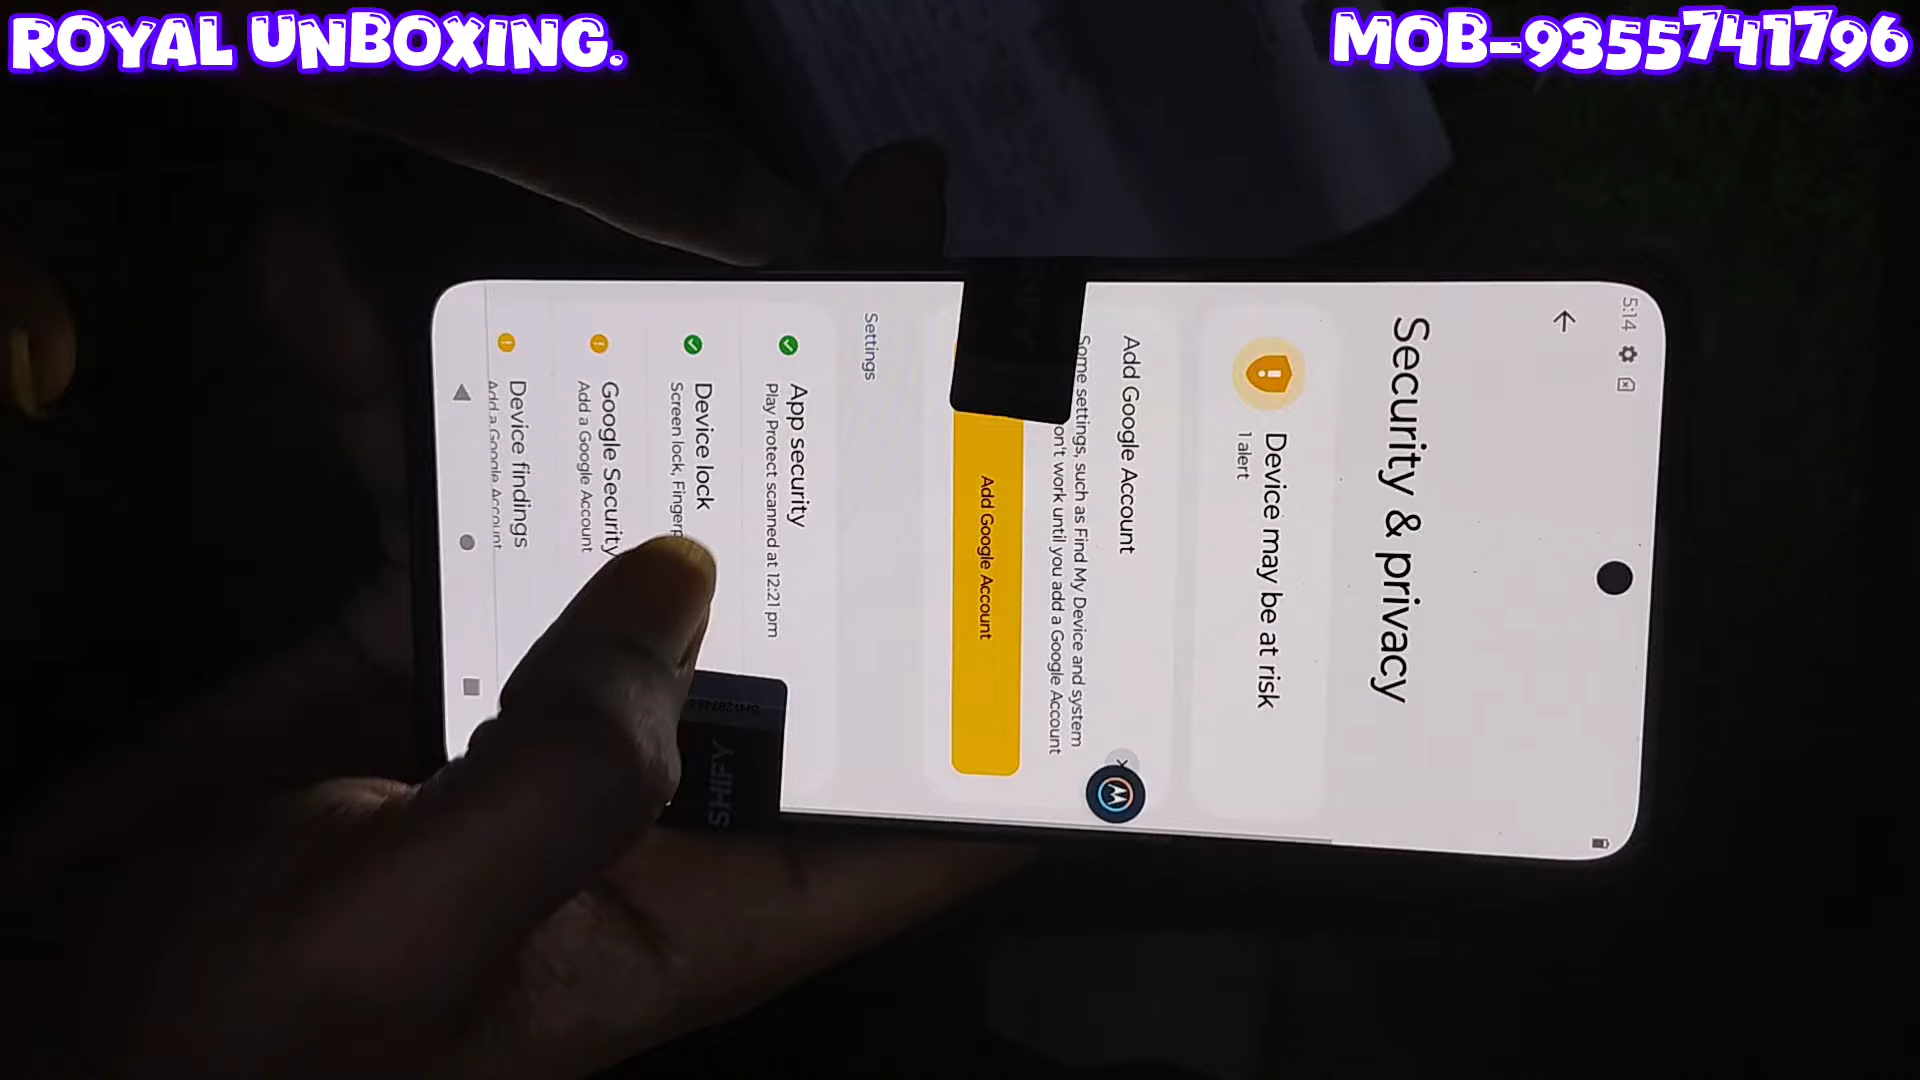 ROYAL UNBOXING.
MOB-9355741796
5:14
Security & privacy
Device may be at risk
1 alert
Add Google Account
Some settings, such as Find My Device and system
on't work until you add a Google Account
Add Google Account
Settings
App security
Play Protect scanned at 12:21 pm
Device lock
Screen lock, Fingerp
Google Security
Add a Google Account
Device findings
Add a Google Account